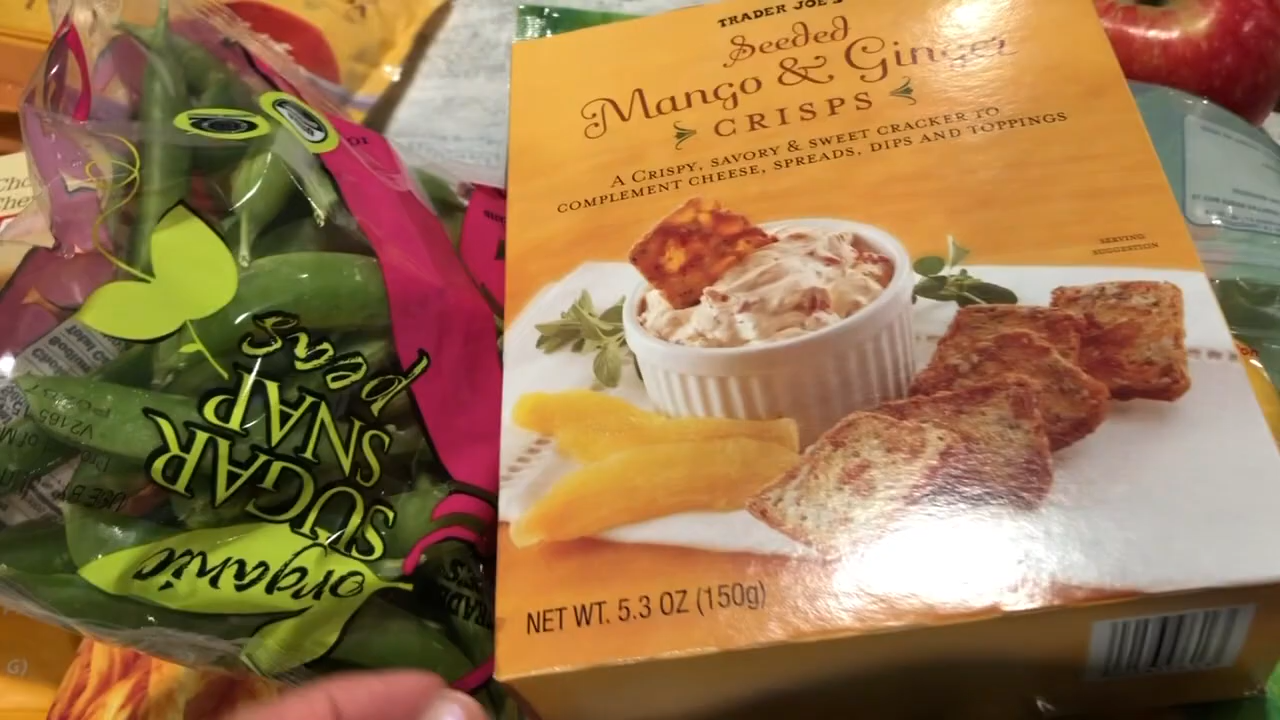 TRADER JOE'S
Seeded
Mango & Ginger
CRISPS
A CRISPY, SAVORY & SWEET CRACKER TO
COMPLEMENT CHEESE, SPREADS, DIPS AND TOPPINGS
SERVING
SUGGESTION
NET WT. 5.3 OZ (150g)
organic
SUGAR
SNAP
peas
G)